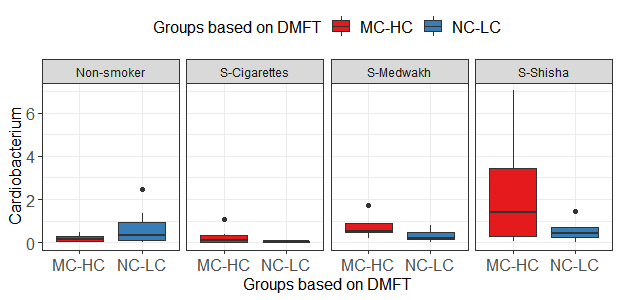 Groups based on DMFT MC-HC NC-LC
Non-smoker S-Cigarettes S-Medwakh S-Shisha
Cardiobacterium
6
4
2
0
MC-HC NC-LC MC-HC NC-LC MC-HC NC-LC MC-HC NC-LC
Groups based on DMFT